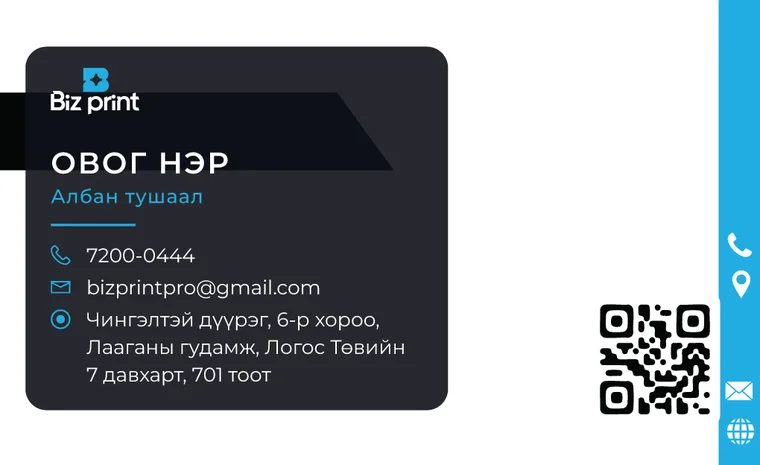 Biz print
ОВОГ НЭР
Албан тушаал
7200-0444
bizprintpro@gmail.com
Чингэлтэй дүүрэг, 6-р хороо,
Лааганы гудамж, Логос Төвийн
7 давхарт, 701 тоот